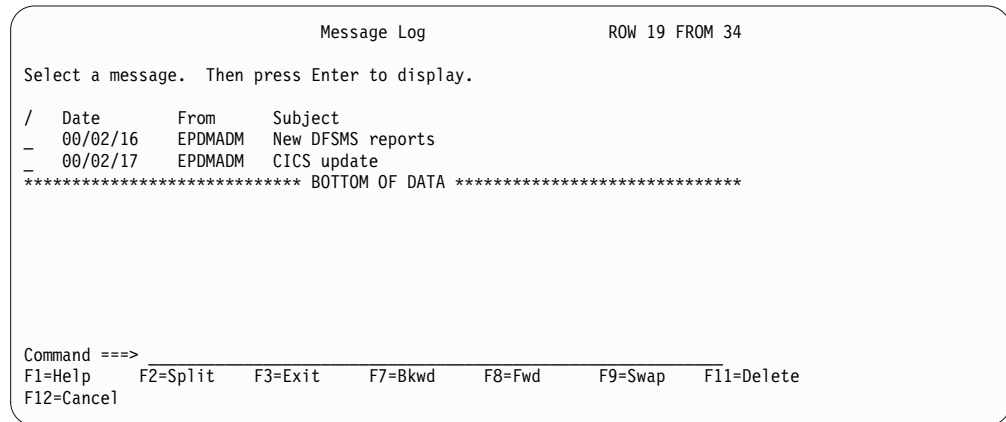 Message Log ROW 19 FROM 34
Select a message.  Then press Enter to display.
/ Date From Subject
_ 00/02/16 EPDMADM New DFSMS reports
_ 00/02/17 EPDMADM CICS update
***************************** BOTTOM OF DATA ******************************
Command ===> ____________________________________________________________
F1=Help F2=Split F3=Exit F7=Bkwd F8=Fwd F9=Swap F11=Delete
F12=Cancel